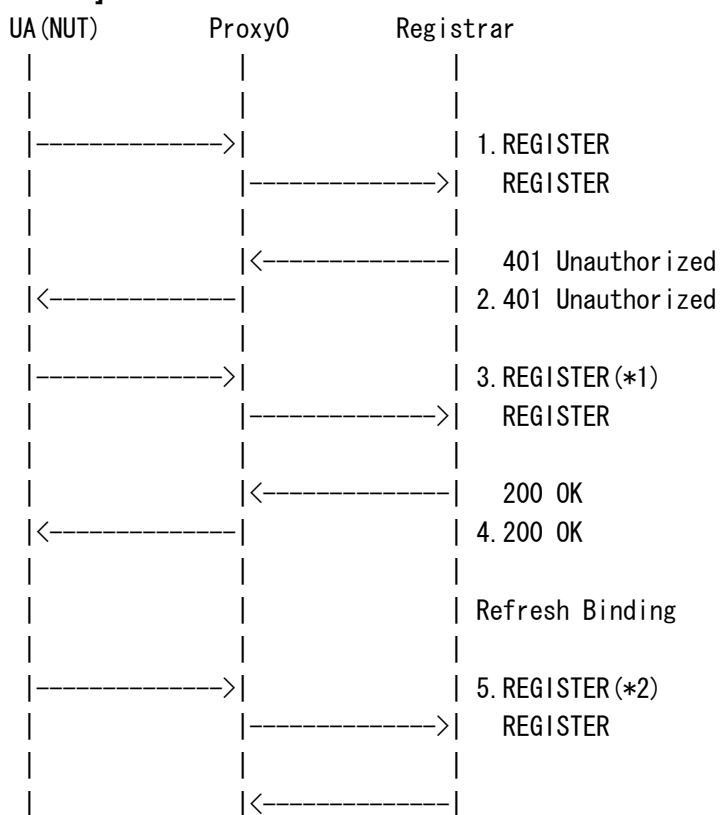 ]
UA(NUT) Proxy0 Registrar
1.REGISTER
REGISTER
401 Unauthorized
2.401 Unauthorized
3.REGISTER(*1)
REGISTER
200 OK
4.200 OK
Refresh Binding
5.REGISTER(*2)
REGISTER